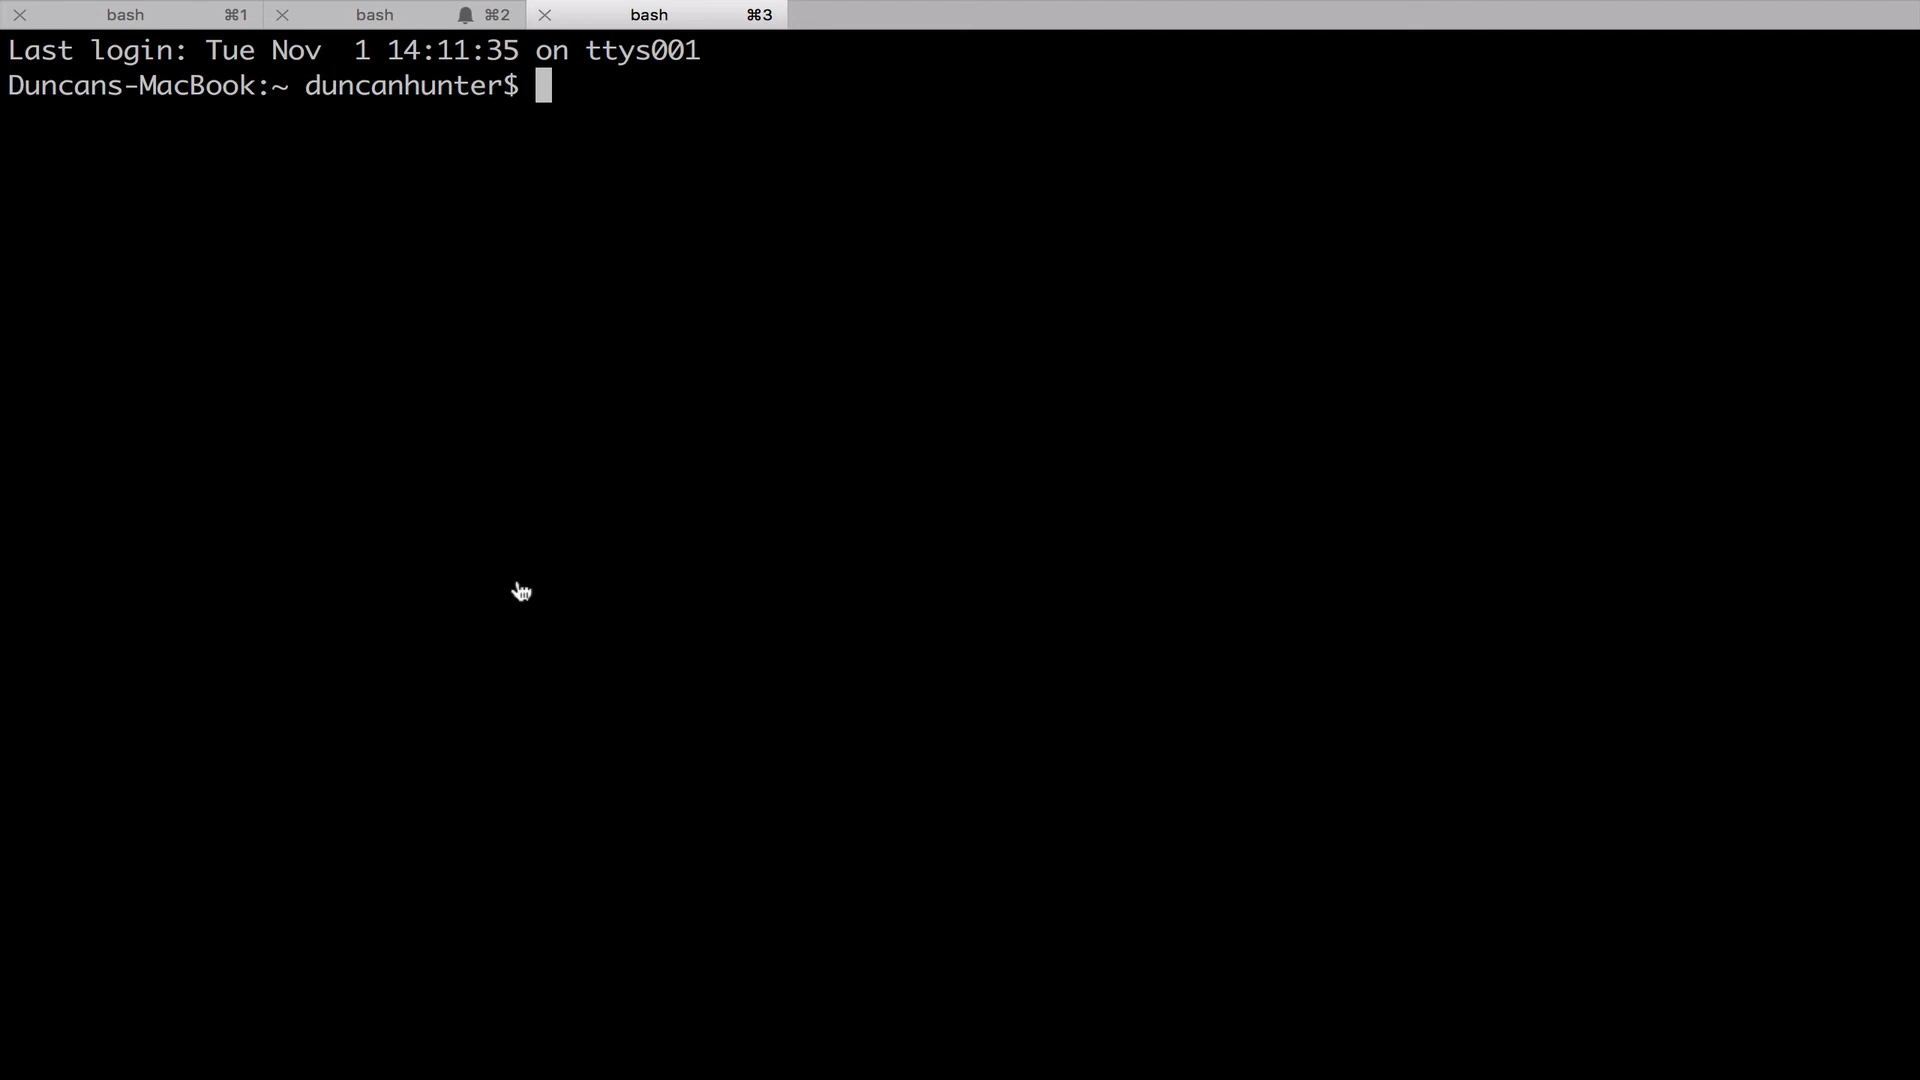 bash ⌘1 bash ⌘2 bash ⌘3
Last login: Tue Nov  1 14:11:35 on ttys001
Duncans-MacBook:~ duncanhunter$